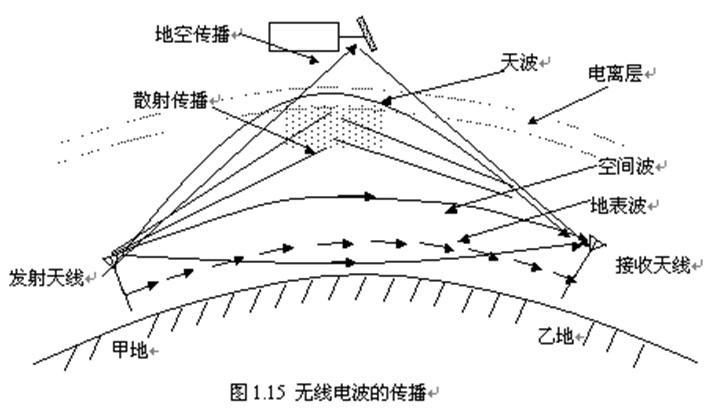 地空传播
天波
电离层
散射传播
空间波
地表波
发射天线
接收天线
甲地
乙地
图 1.15 无线电波的传播